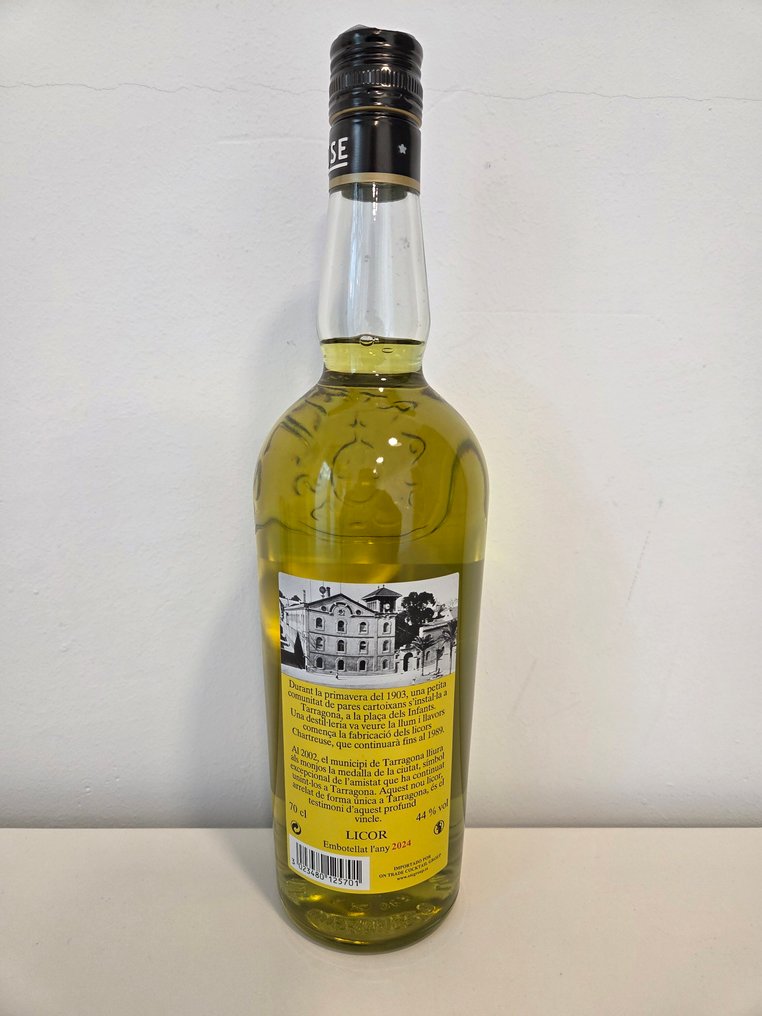 SE
Durant la primavera del 1903, una petita
comunitat de pares cartoixans s'instal·la a
Tarragona, a la plaça dels Infants.
Una destil·leria va veure la llum i llavors
comença la fabricació dels licors
Chartreuse, que continuarà fins al 1989.
Al 2002, el municipi de Tarragona lliura
als monjos la medalla de la ciutat, símbol
excepcional de l'amistat que ha continuat
unint-los a Tarragona. Aquest nou licor,
arrelat de forma única a Tarragona, és el
testimoni d'aquest profund
vincle.
70 cl
44 % vol
LICOR
Embotellat l'any 2024
3 023480 125701
IMPORTADO POR
ON TRADE COCKTAIL GROUP